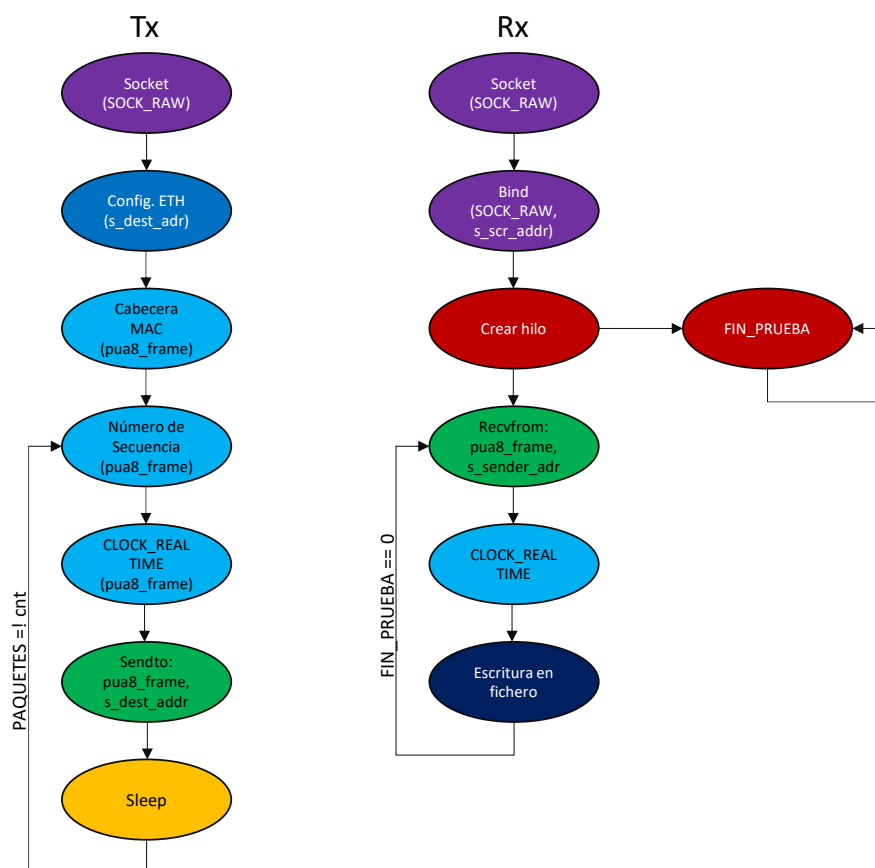 Tx
Socket
(SOCK_RAW)
Config. ETH
(s_dest_adr)
Cabecera
MAC
(pua8_frame)
Número de
Secuencia
(pua8_frame)
CLOCK_REAL
TIME
(pua8_frame)
Sendto:
pua8_frame,
s_dest_addr
Sleep
PAQUETES =! cnt
Rx
Socket
(SOCK_RAW)
Bind
(SOCK_RAW,
s_scr_addr)
Crear hilo
FIN_PRUEBA
Recvfrom:
pua8_frame,
s_sender_adr
CLOCK_REAL
TIME
Escritura en
fichero
FIN_PRUEBA == 0